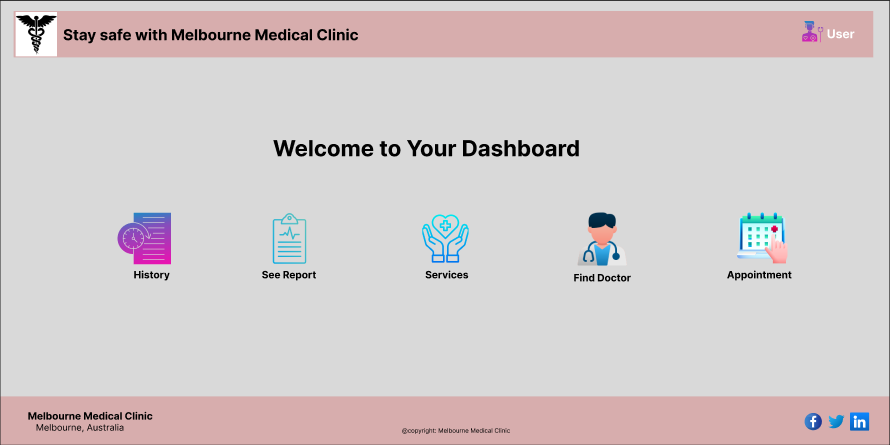 Stay safe with Melbourne Medical Clinic
User
Welcome to Your Dashboard
History
See Report
Services
Find Doctor
Appointment
Melbourne Medical Clinic
Melbourne, Australia
@copyright: Melbourne Medical Clinic
f
in